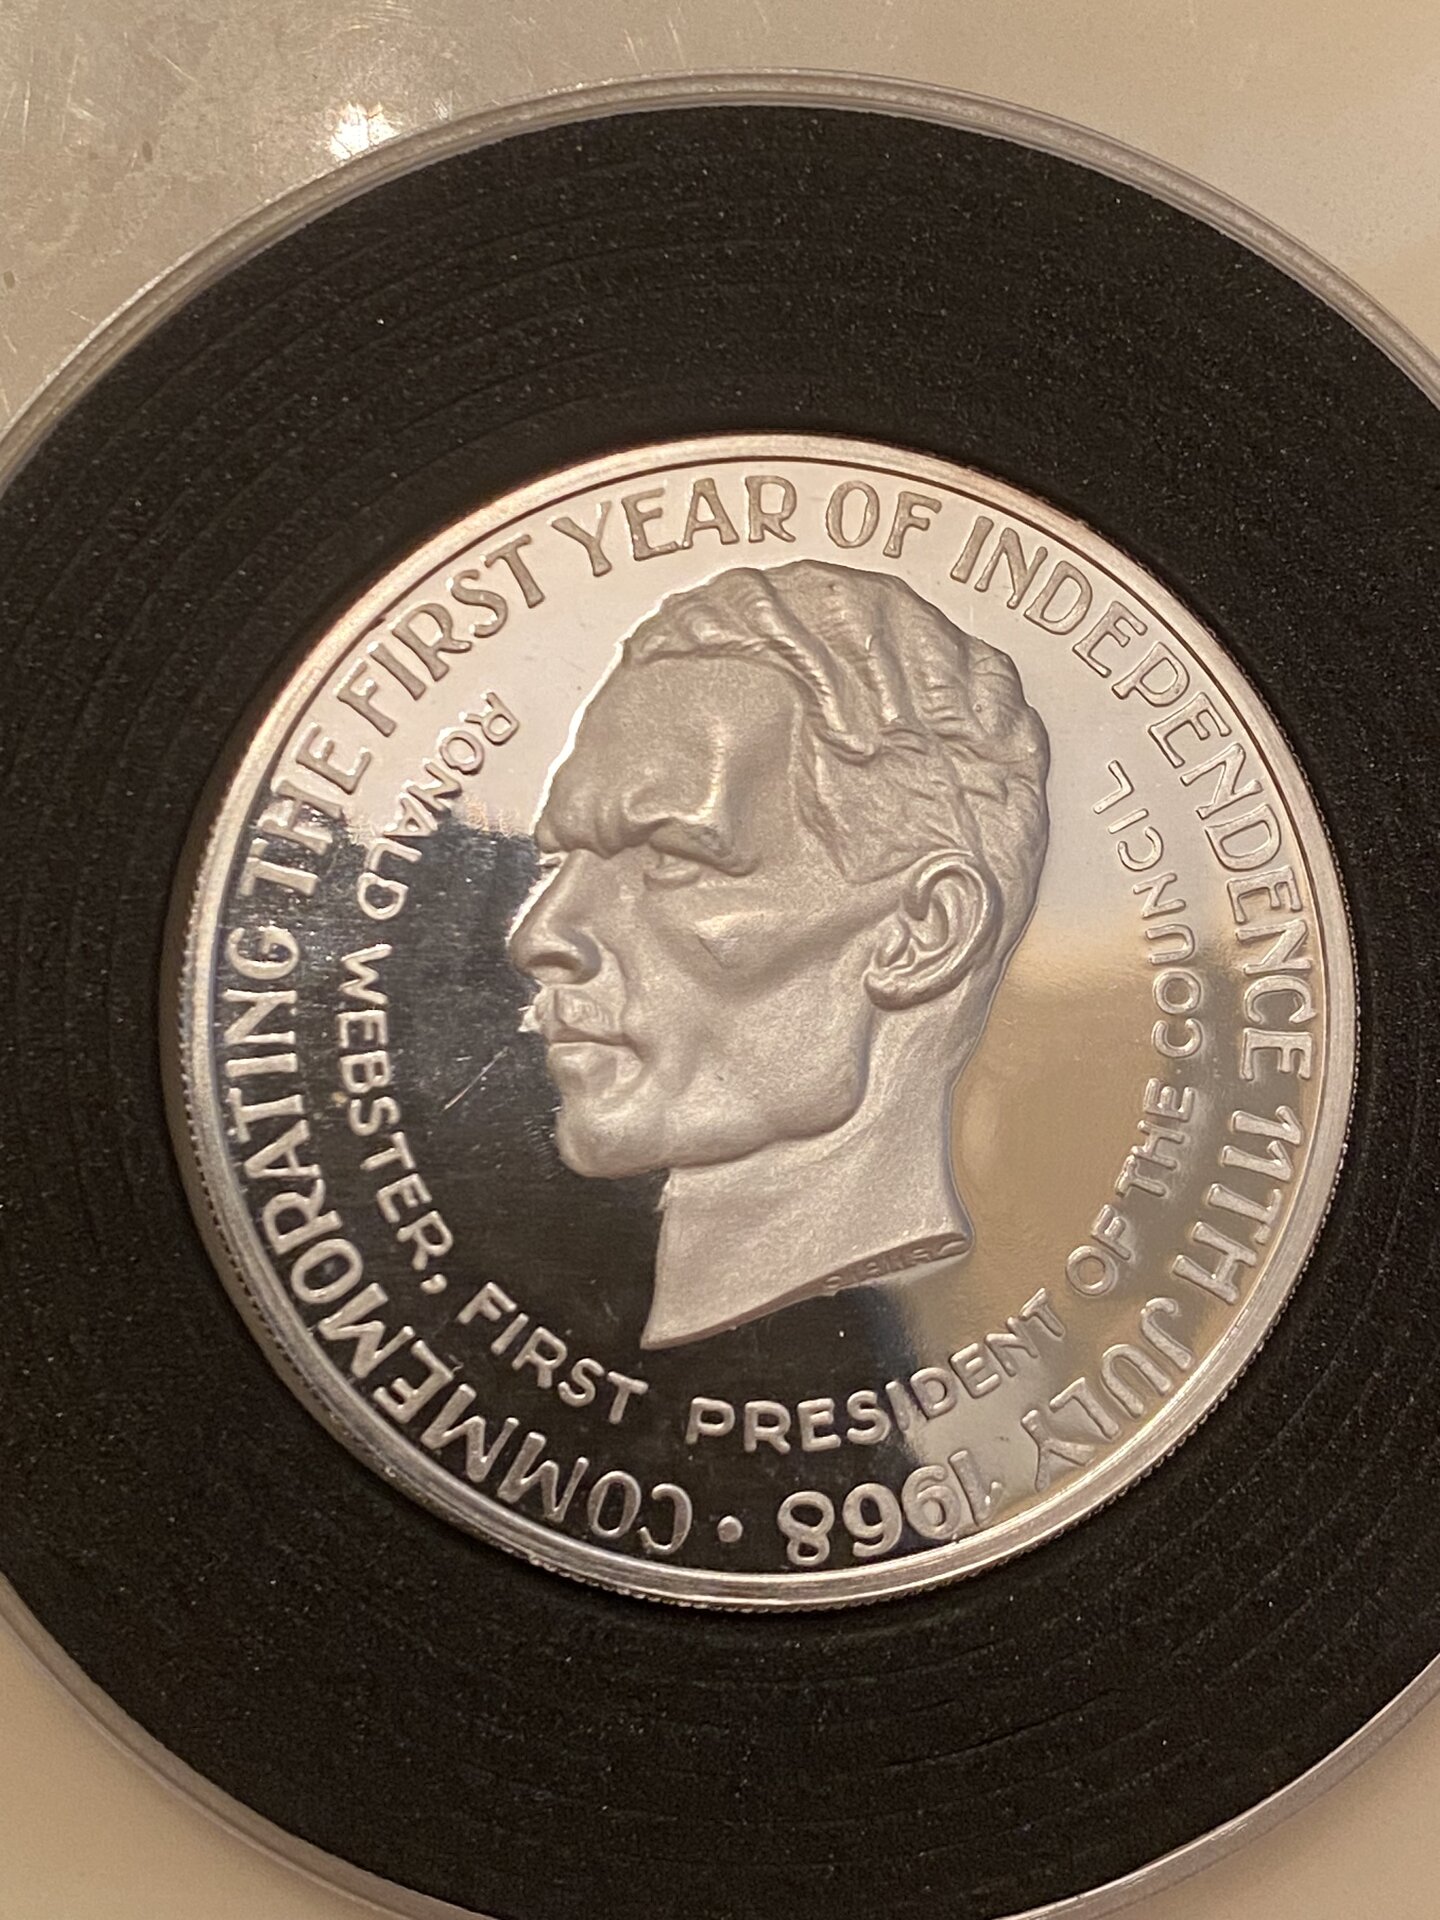 COMMEMORATING THE FIRST YEAR OF INDEPENDENCE 11TH JULY 1968 •
RONALD WEBSTER, FIRST PRESIDENT OF THE COUNCIL